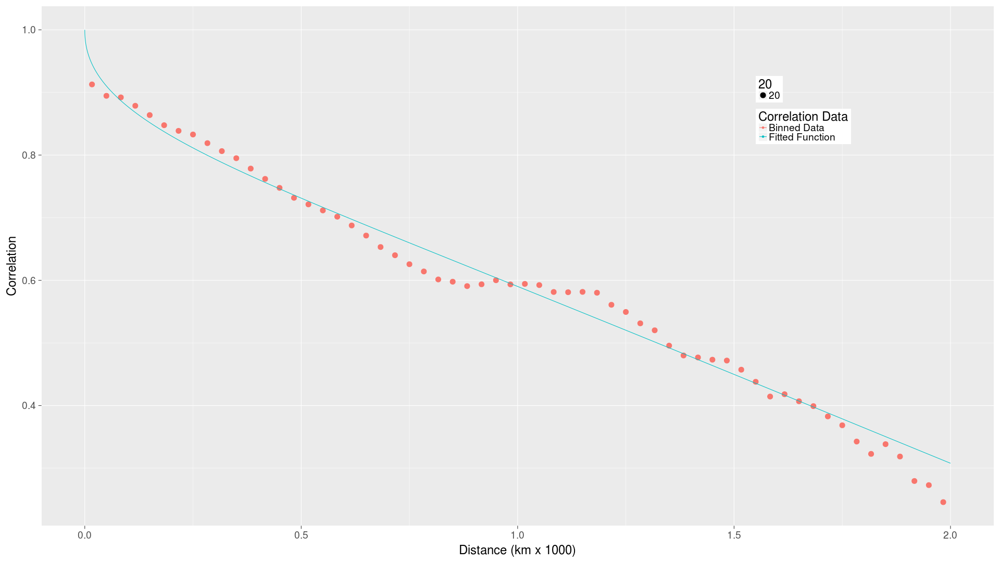 1.0
0.8
0.6
0.4
Correlation
20
20
Correlation Data
Binned Data
Fitted Function
0.0
0.5
1.0
1.5
2.0
Distance (km x 1000)